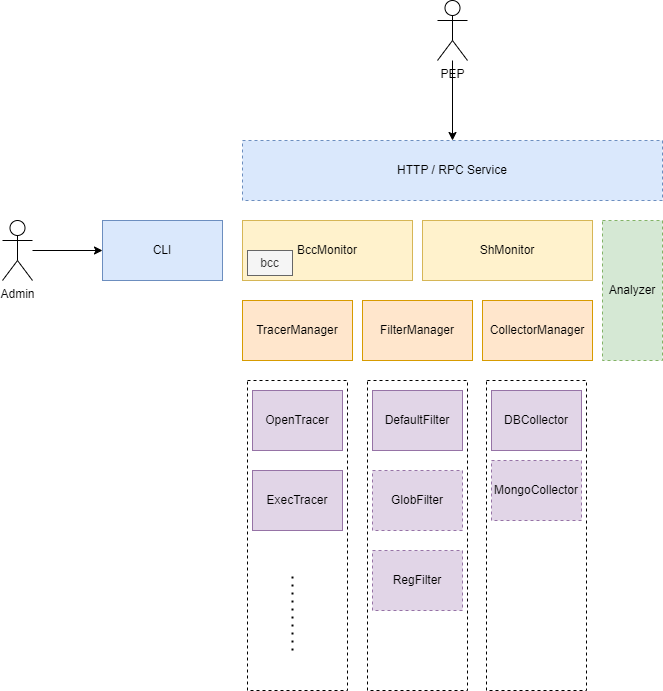 PEP
HTTP / RPC Service
Admin
CLI
BccMonitor
bcc
ShMonitor
Analyzer
TracerManager
FilterManager
CollectorManager
OpenTracer
DefaultFilter
DBCollector
ExecTracer
GlobFilter
MongoCollector
RegFilter